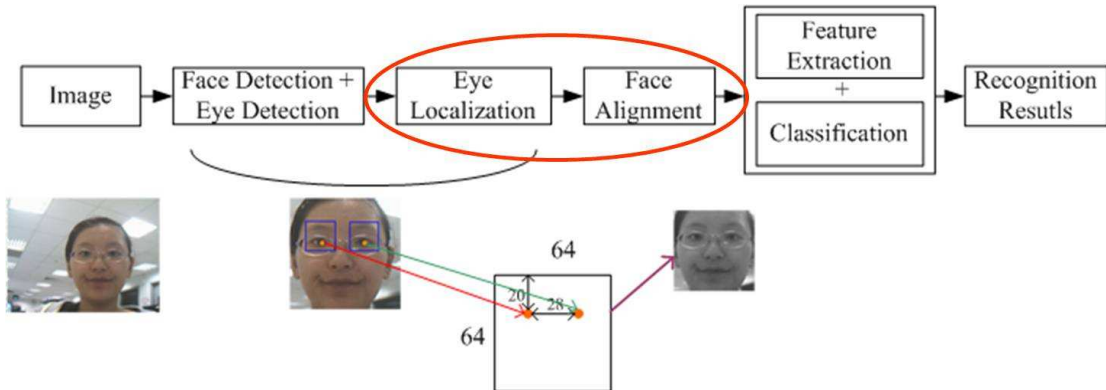 Image
Face Detection +
Eye Detection
Eye
Localization
Face
Alignment
Feature
Extraction
+
Classification
Recognition
Resutls
64
20
28
64